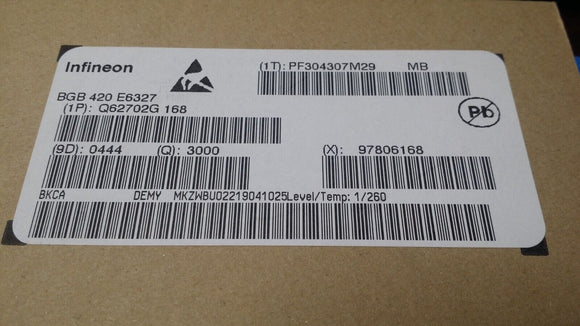 Infineon
(1T): PF304307M29 MB
BGB 420 E6327
(1P): Q62702G 168
Pb
(9D): 0444 (Q): 3000 (X): 97806168
BKCA DEMY MKZWBU02219041025Level/Temp: 1/260